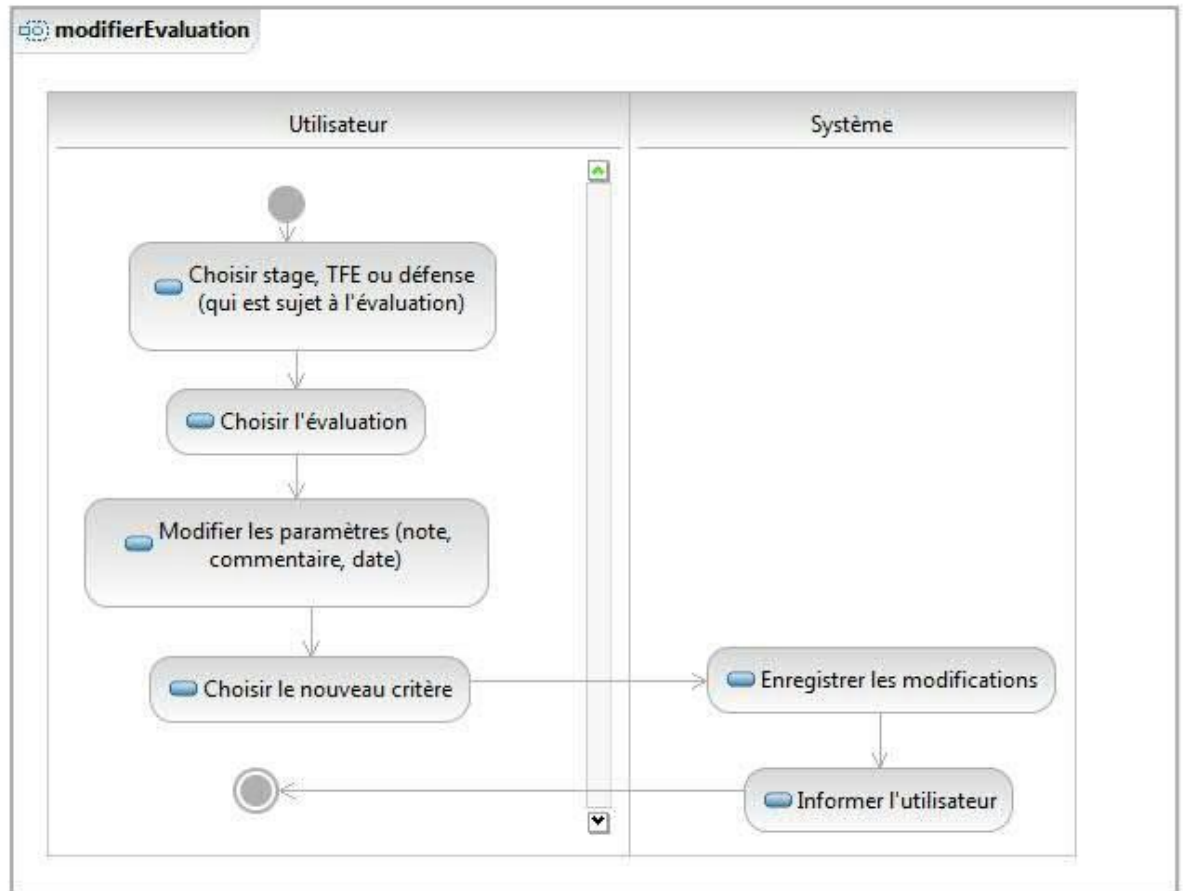 modifierEvaluation
Utilisateur
Système
Choisir stage, TFE ou défense
(qui est sujet à l'évaluation)
Choisir l'évaluation
Modifier les paramètres (note,
commentaire, date)
Choisir le nouveau critère
Enregistrer les modifications
Informer l'utilisateur